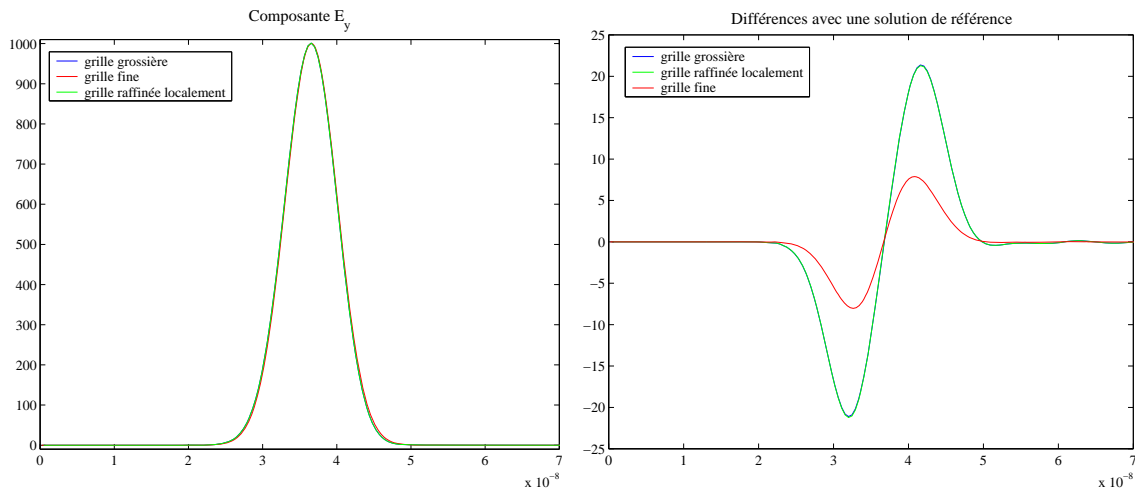 Composante E_y
grille grossière
grille fine
grille raffinée localement
1000
900
800
700
600
500
400
300
200
100
0
0 1 2 3 4 5 6 7
x 10⁻⁸
Différences avec une solution de référence
grille grossière
grille raffinée localement
grille fine
25
20
15
10
5
0
−5
−10
−15
−20
−25
0 1 2 3 4 5 6 7
x 10⁻⁸